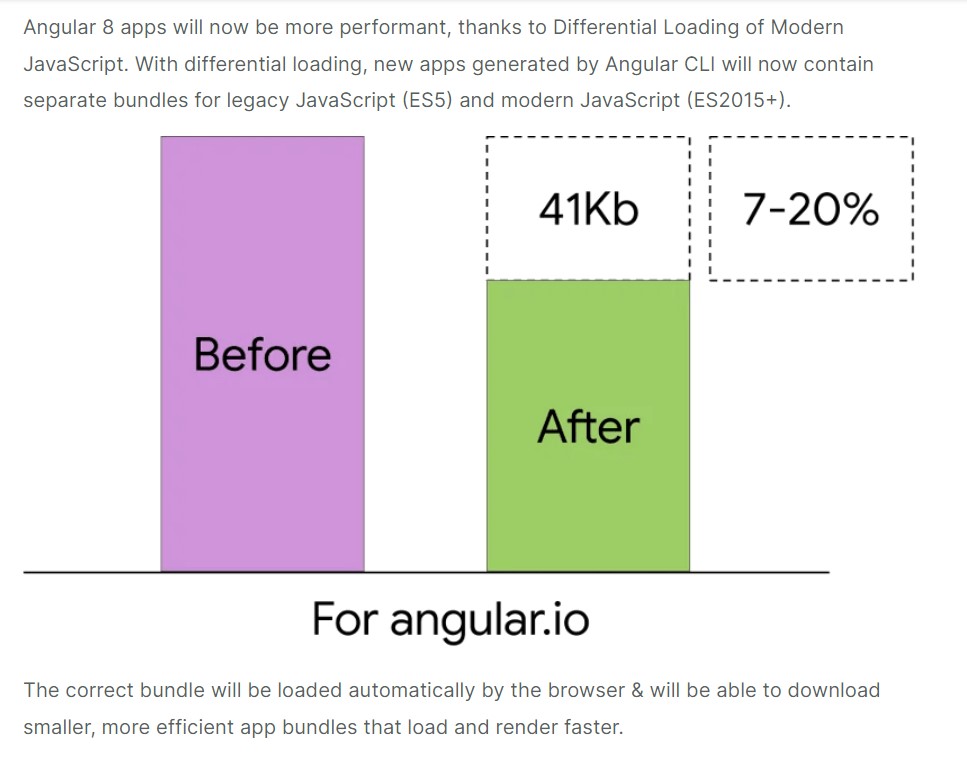 Angular 8 apps will now be more performant, thanks to Differential Loading of Modern
JavaScript. With differential loading, new apps generated by Angular CLI will now contain
separate bundles for legacy JavaScript (ES5) and modern JavaScript (ES2015+).
41Kb
7-20%
Before
After
For angular.io
The correct bundle will be loaded automatically by the browser & will be able to download
smaller, more efficient app bundles that load and render faster.